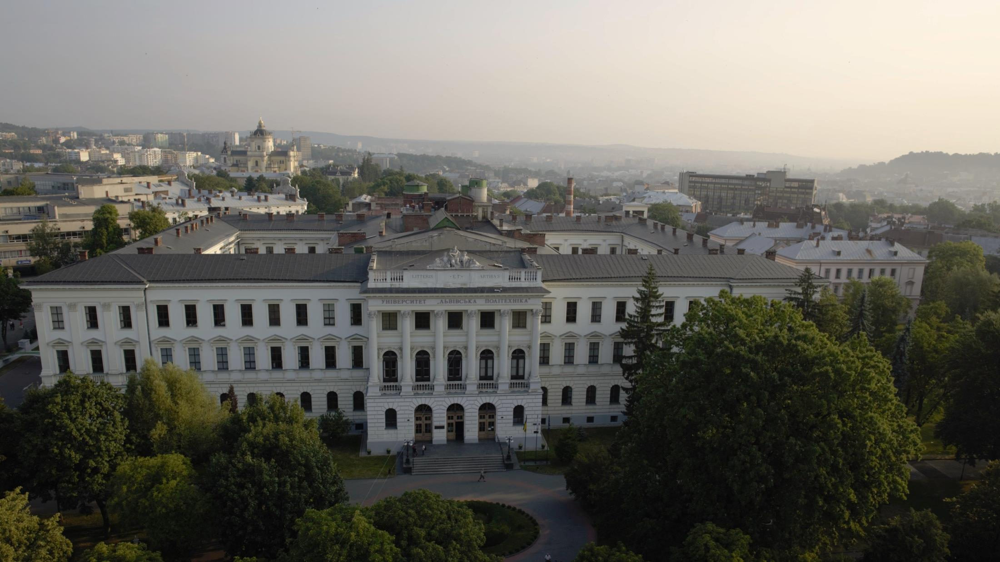 LITTERIS · ET · ARTIBVS
УНІВЕРСИТЕТ „ЛЬВІВСЬКА ПОЛІТЕХНІКА“